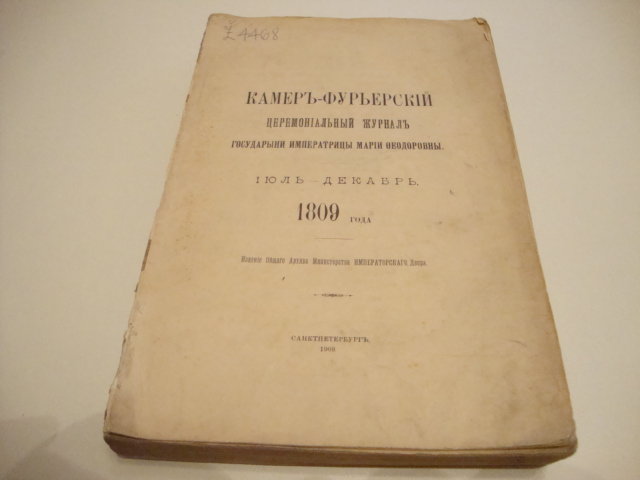 £4468
КАМЕРЪ-ФУРЬЕРСКІЙ
ЦЕРЕМОНІАЛЬНЫЙ ЖУРНАЛЪ
ГОСУДАРЫНИ ИМПЕРАТРИЦЫ МАРІИ ѲЕОДОРОВНЫ.
ІЮЛЬ—ДЕКАБРЬ.
1809 ГОДА
Изданіе Общаго Архива Министерства ИМПЕРАТОРСКАГО Двора.
САНКТПЕТЕРБУРГЪ.